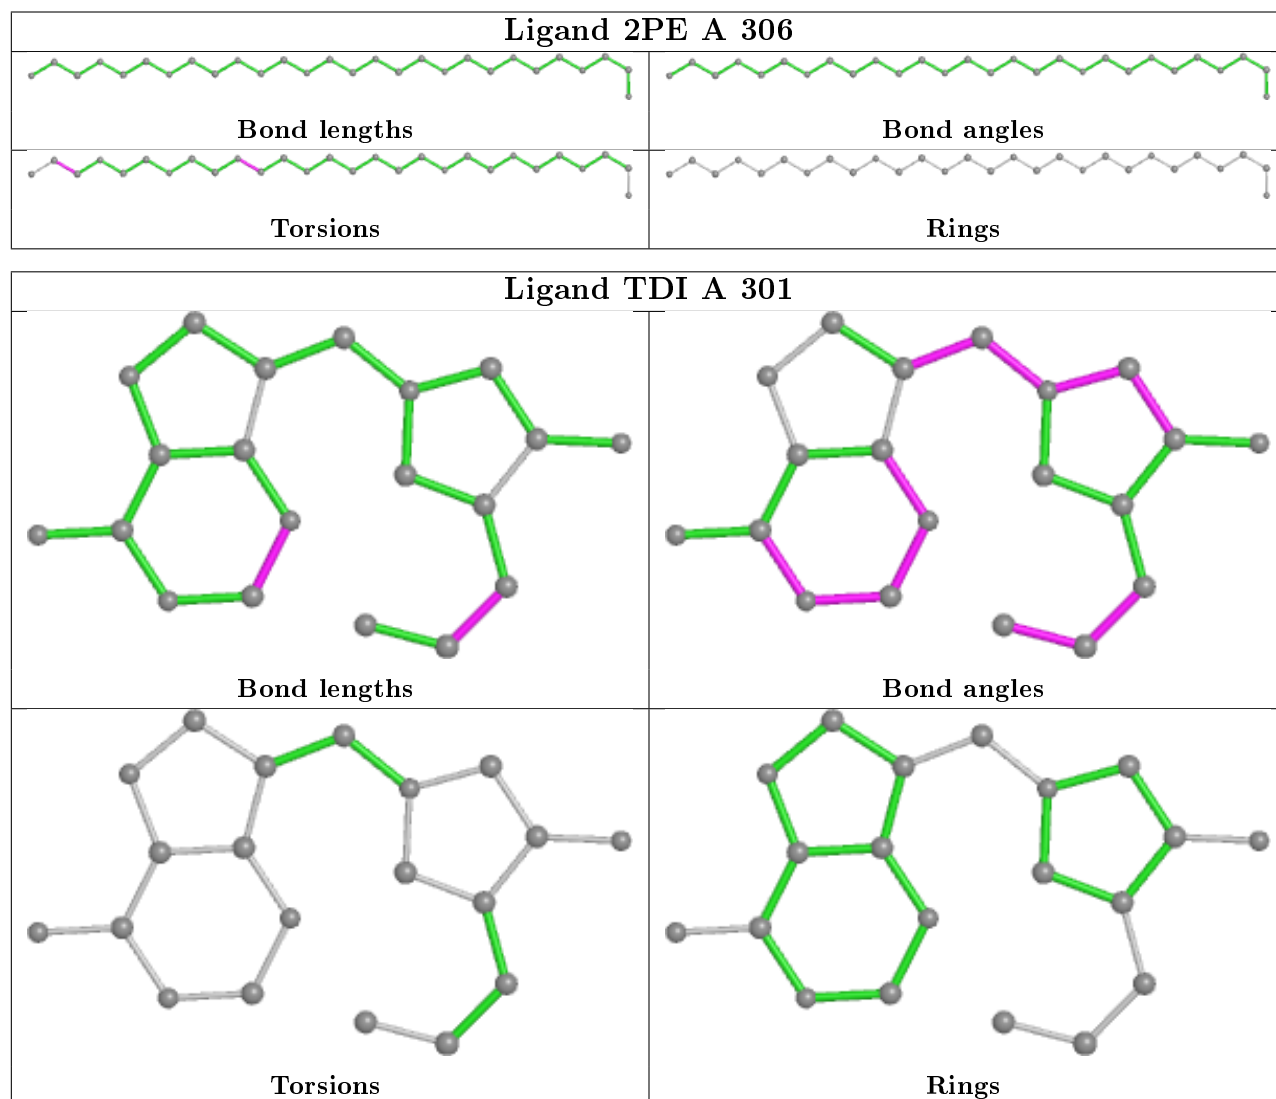 Ligand 2PE A 306
Bond lengths
Bond angles
Torsions
Rings
Ligand TDI A 301
Bond lengths
Bond angles
Torsions
Rings